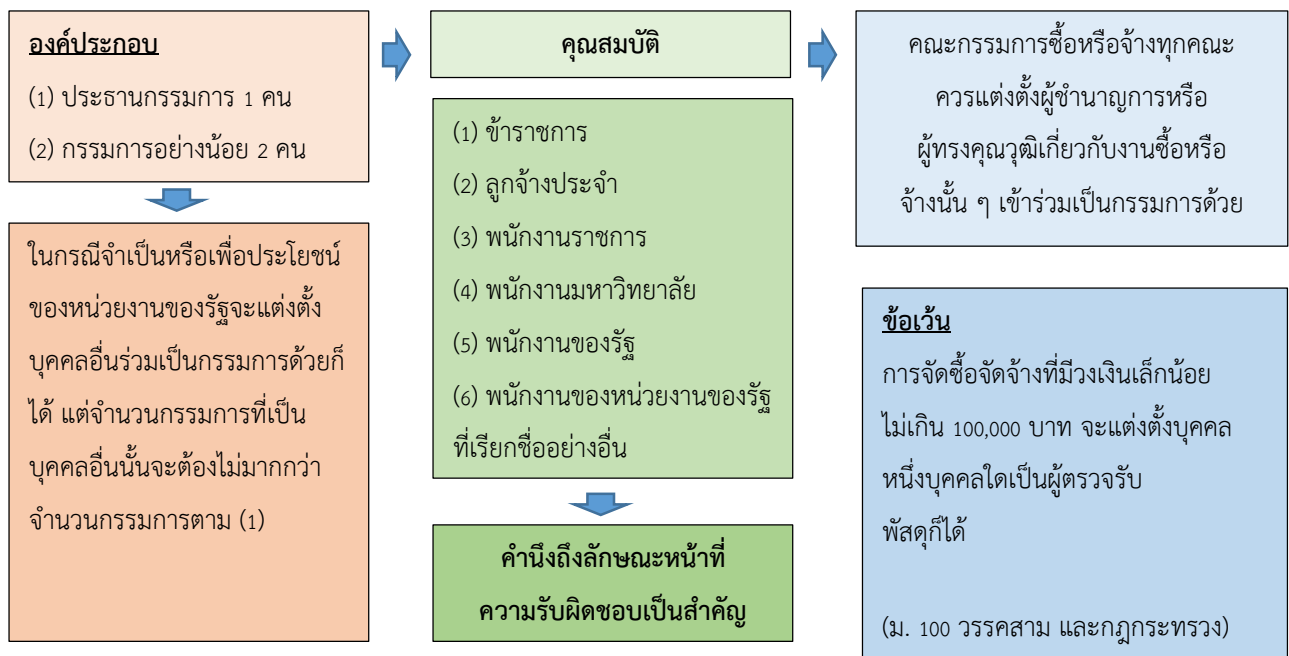 องค์ประกอบ
(1) ประธานกรรมการ 1 คน
(2) กรรมการอย่างน้อย 2 คน
ในกรณีจำเป็นหรือเพื่อประโยชน์
ของหน่วยงานของรัฐจะแต่งตั้ง
บุคคลอื่นร่วมเป็นกรรมการด้วยก็
ได้ แต่จำนวนกรรมการที่เป็น
บุคคลอื่นนั้นจะต้องไม่มากกว่า
จำนวนกรรมการตาม (1)
คุณสมบัติ
(1) ข้าราชการ
(2) ลูกจ้างประจำ
(3) พนักงานราชการ
(4) พนักงานมหาวิทยาลัย
(5) พนักงานของรัฐ
(6) พนักงานของหน่วยงานของรัฐ
ที่เรียกชื่ออย่างอื่น
คำนึงถึงลักษณะหน้าที่
ความรับผิดชอบเป็นสำคัญ
คณะกรรมการซื้อหรือจ้างทุกคณะ
ควรแต่งตั้งผู้ชำนาญการหรือ
ผู้ทรงคุณวุฒิเกี่ยวกับงานซื้อหรือ
จ้างนั้น ๆ เข้าร่วมเป็นกรรมการด้วย
ข้อเว้น
การจัดซื้อจัดจ้างที่มีวงเงินเล็กน้อย
ไม่เกิน 100,000 บาท จะแต่งตั้งบุคคล
หนึ่งบุคคลใดเป็นผู้ตรวจรับ
พัสดุก็ได้
(ม. 100 วรรคสาม และกฎกระทรวง)